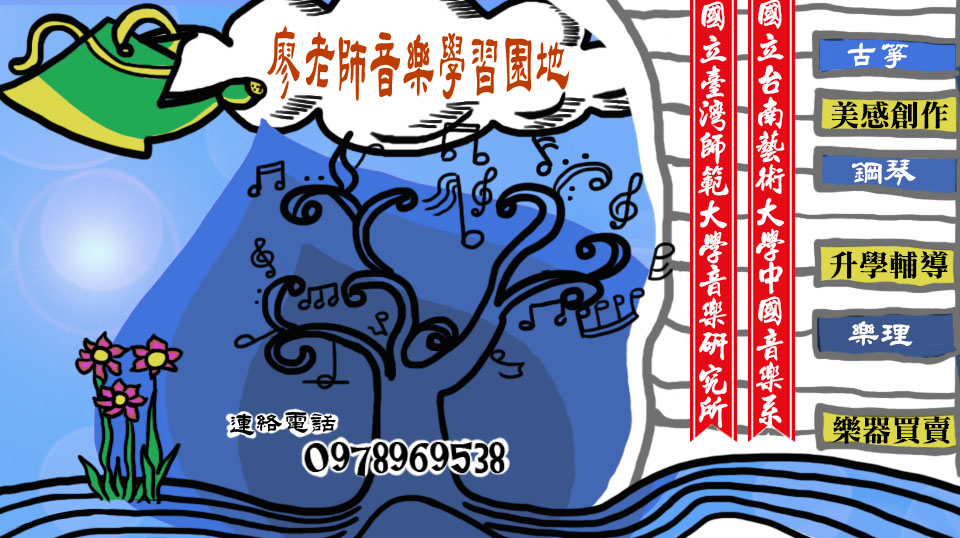 廖老師音樂學習園地
國立臺灣師範大學音樂研究所
國立台南藝術大學中國音樂系
古箏
美感創作
鋼琴
升學輔導
樂理
樂器買賣
連絡電話
0978969538